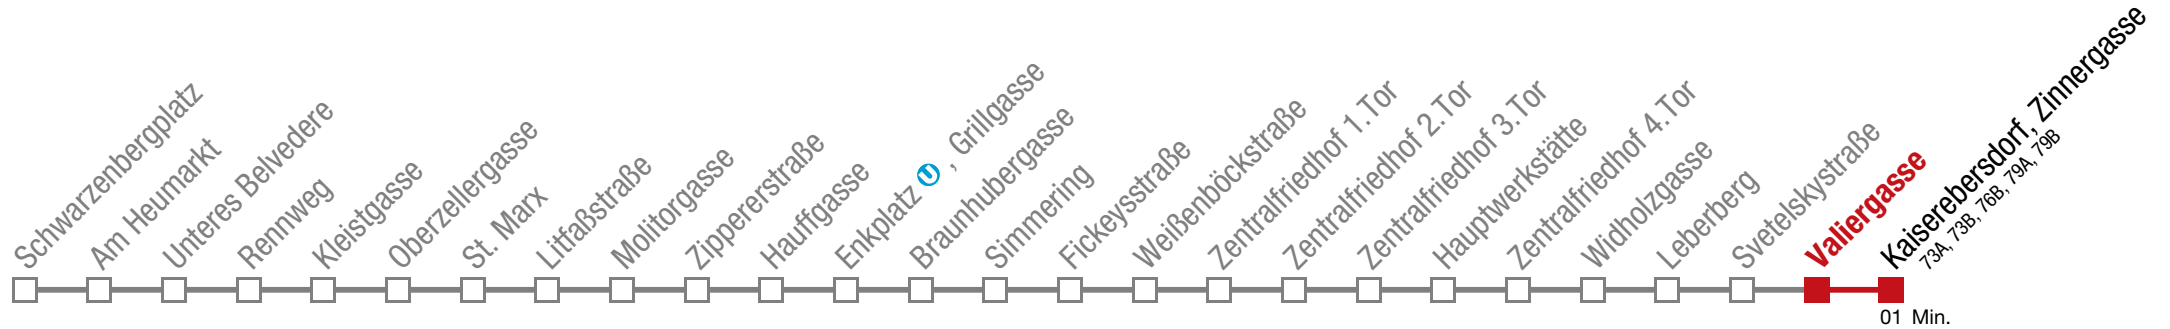 Schwarzenbergplatz
Am Heumarkt
Unteres Belvedere
Rennweg
Kleistgasse
Oberzellergasse
St. Marx
Litfaßstraße
Molitorgasse
Zippererstraße
Hauffgasse
Enkplatz U, Grillgasse
Braunhubergasse
Simmering
Fickeysstraße
Weißenböckstraße
Zentralfriedhof 1.Tor
Zentralfriedhof 2.Tor
Zentralfriedhof 3.Tor
Hauptwerkstätte
Zentralfriedhof 4.Tor
Widholzgasse
Leberberg
Svetelskystraße
Valiergasse
Kaiserebersdorf, Zinnergasse
73A, 73B, 76B, 79A, 79B
01 Min.